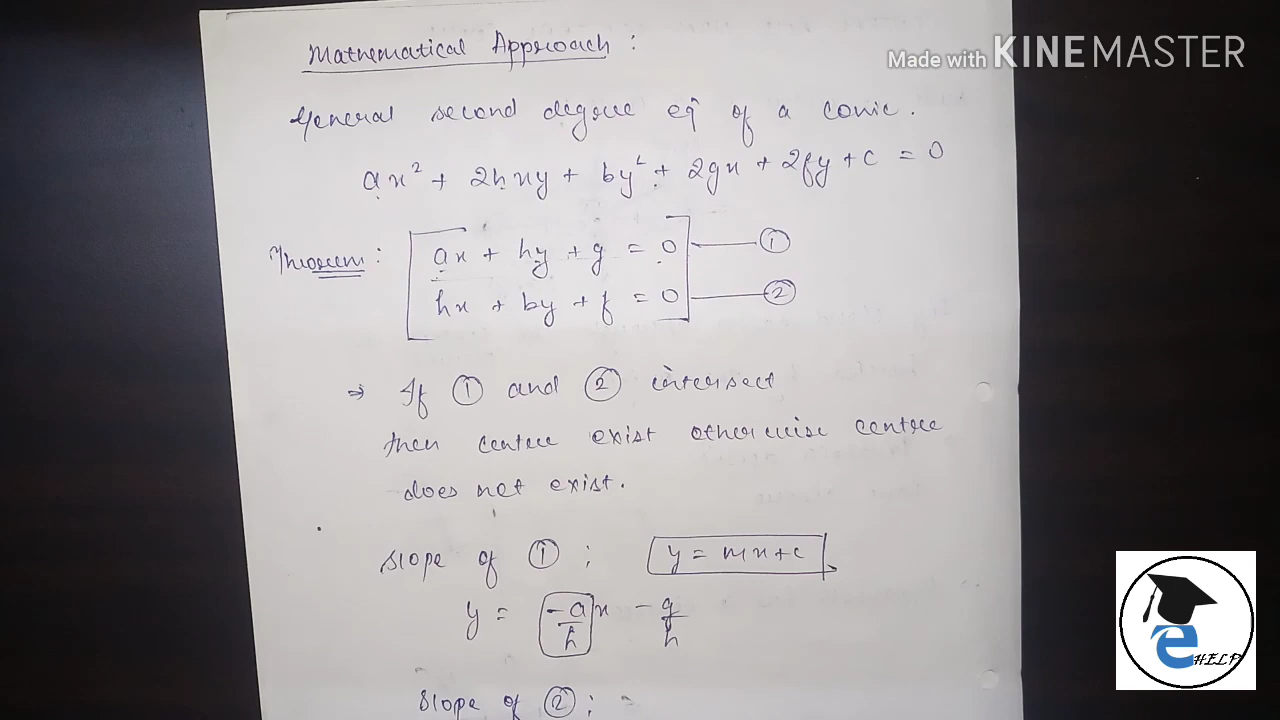 Mathematical Approach :
Made with KINEMASTER
General second degree eqⁿ of a conic.
ax² + 2hxy + by² + 2gx + 2fy + c = 0
Theorem : ax + hy + g = 0 ①
hx + by + f = 0 ②
⇒ If ① and ② intersect
then centre exist otherwise centre
does not exist.
slope of ① ; y = mx + c
y = -a/h x - g/h
slope of ② ; =
e HELP